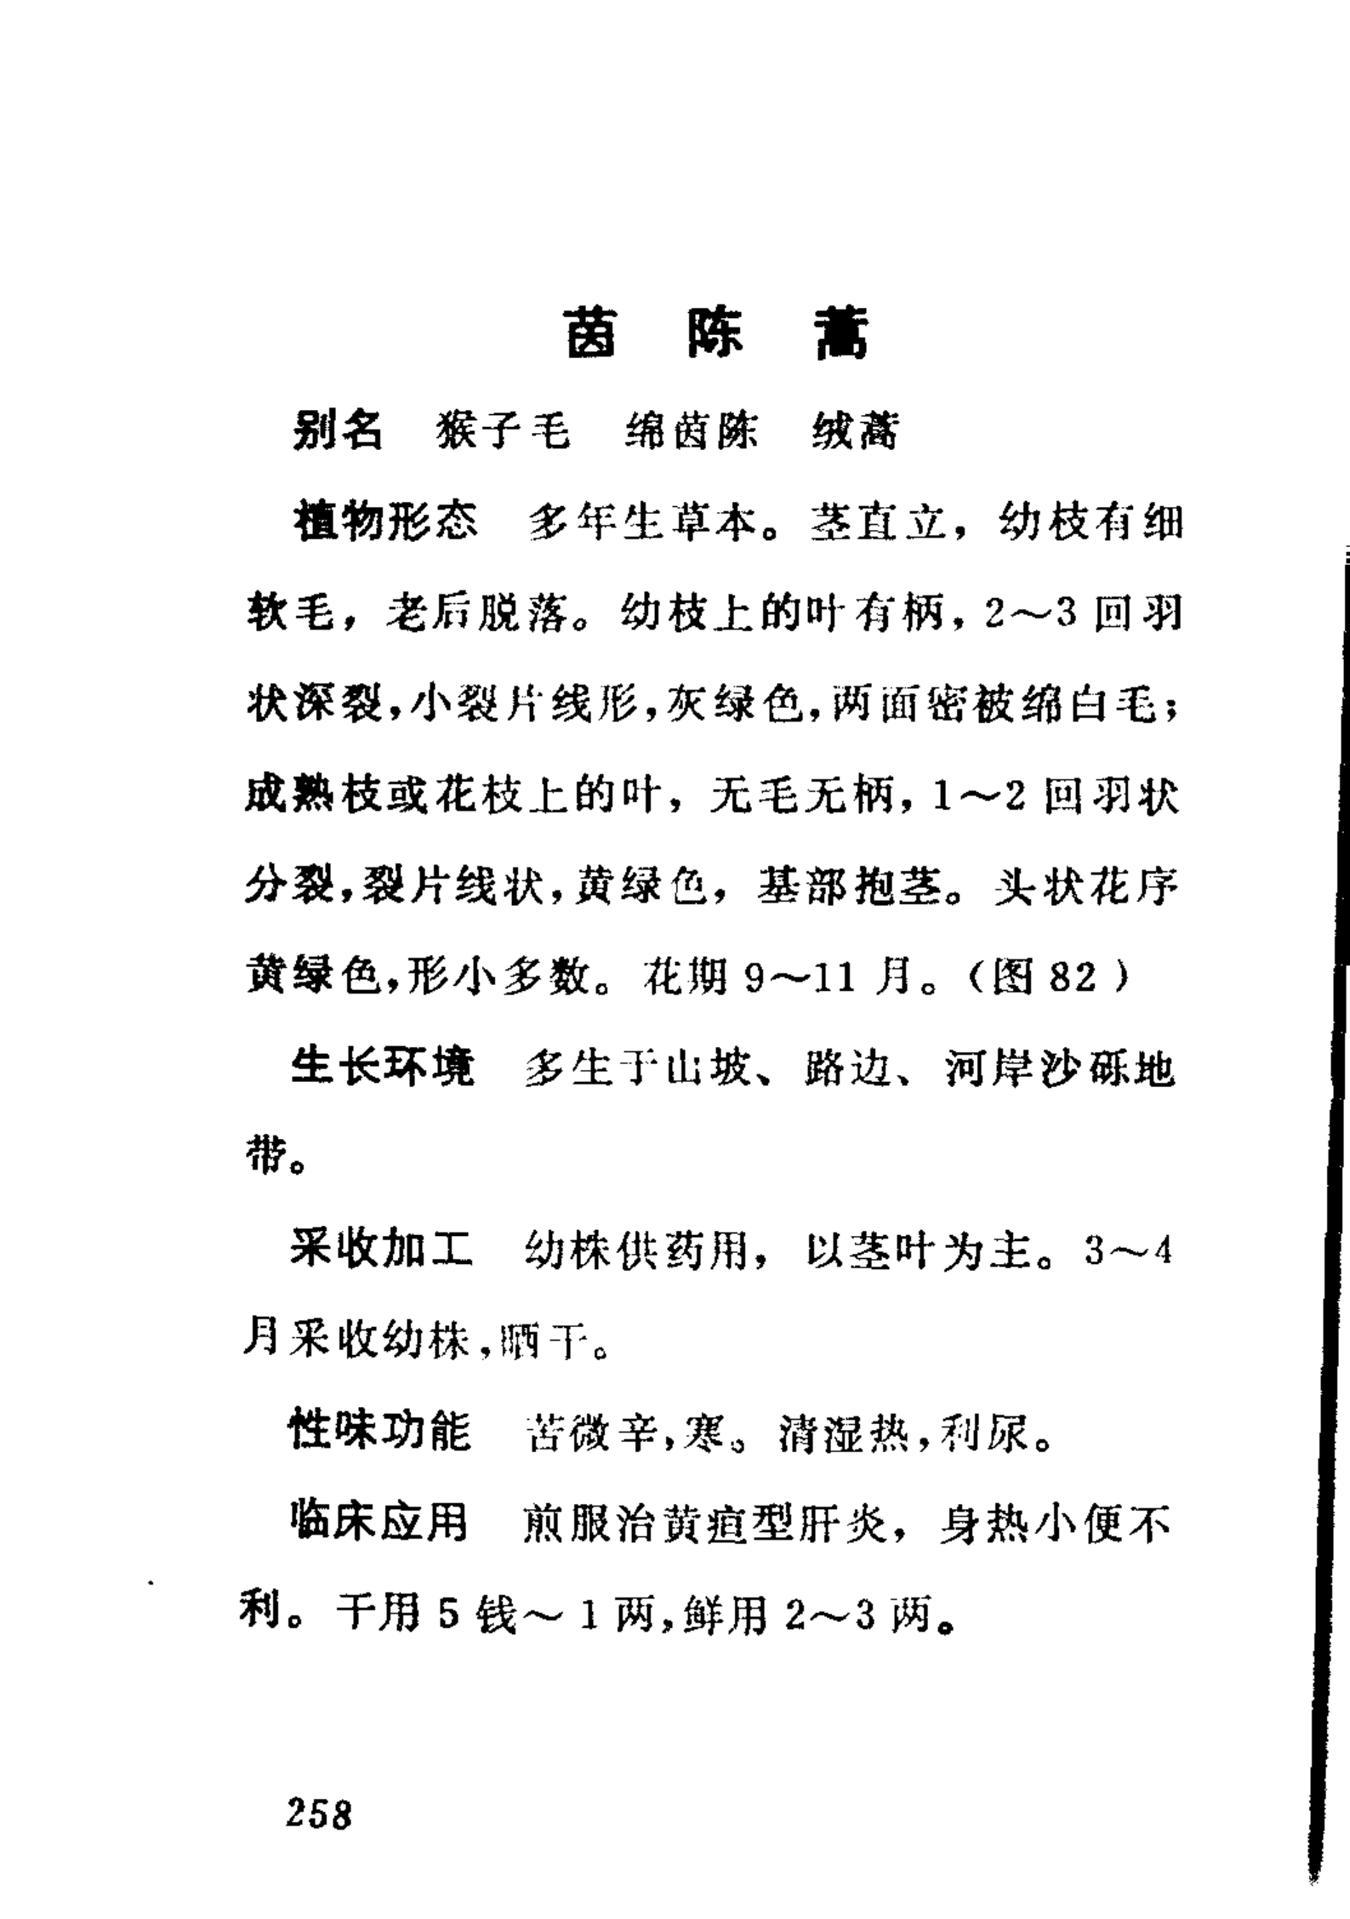 茵陈蒿
别名 猴子毛 绵茵陈 绒蒿
植物形态 多年生草本。茎直立，幼枝有细
软毛，老后脱落。幼枝上的叶有柄，2～3回羽
状深裂，小裂片线形，灰绿色，两面密被绵白毛；
成熟枝或花枝上的叶，无毛无柄，1～2回羽状
分裂，裂片线状，黄绿色，基部抱茎。头状花序
黄绿色，形小多数。花期9～11月。（图82）
生长环境 多生于山坡、路边、河岸沙砾地
带。
采收加工 幼株供药用，以茎叶为主。3～4
月采收幼株，晒干。
性味功能 苦微辛，寒。清湿热，利尿。
临床应用 煎服治黄疸型肝炎，身热小便不
利。干用5钱～1两，鲜用2～3两。
258